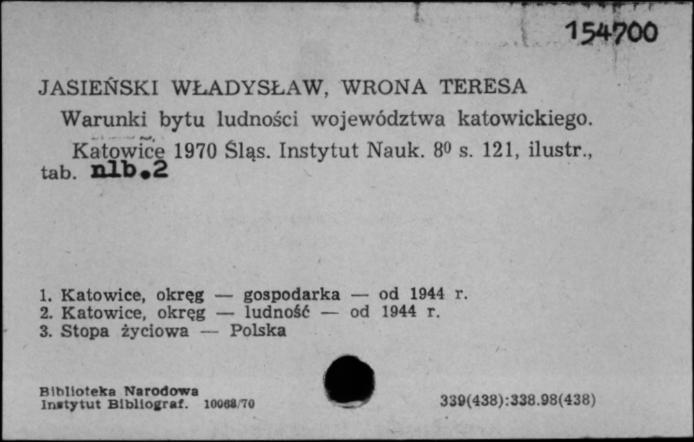 154700
JASIEŃSKI WŁADYSŁAW, WRONA TERESA
Warunki bytu ludności województwa katowickiego.
Katowice 1970 Śląs. Instytut Nauk. 8⁰ s. 121, ilustr.,
tab. nlb.2
1. Katowice, okręg — gospodarka — od 1944 r.
2. Katowice, okręg — ludność — od 1944 r.
3. Stopa życiowa — Polska
Biblioteka Narodowa
Instytut Bibliograf. 10068/70
339(438):338.98(438)